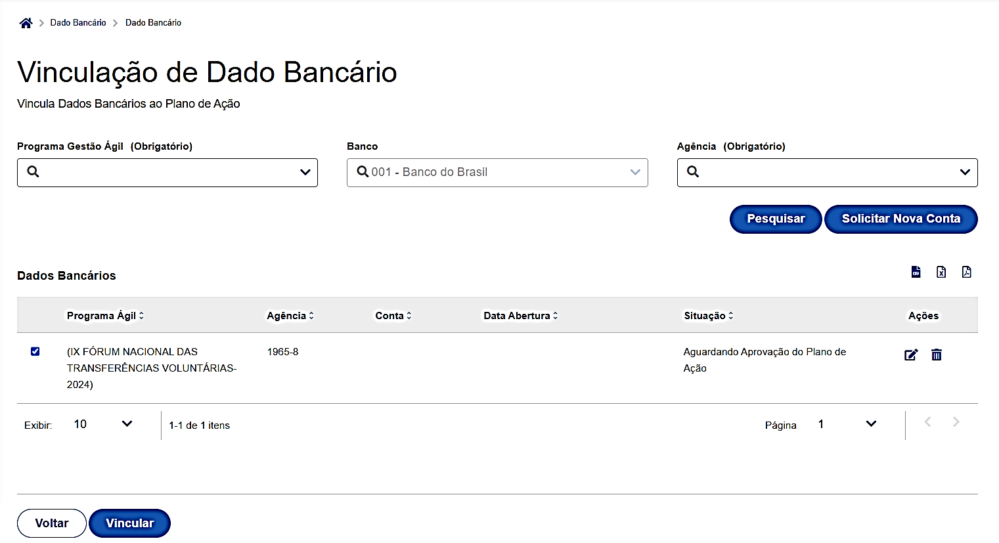 Dado Bancário Dado Bancário
Vinculação de Dado Bancário
Vincula Dados Bancários ao Plano de Ação
Programa Gestão Ágil (Obrigatório) Banco Agência (Obrigatório)
001 - Banco do Brasil
Pesquisar Solicitar Nova Conta
Dados Bancários
CSV X
Programa Ágil Agência Conta Data Abertura Situação Ações
(IX FÓRUM NACIONAL DAS 1965-8 Aguardando Aprovação do Plano de
TRANSFERÊNCIAS VOLUNTÁRIAS- Ação
2024)
Exibir: 10 1-1 de 1 itens Página 1
Voltar Vincular